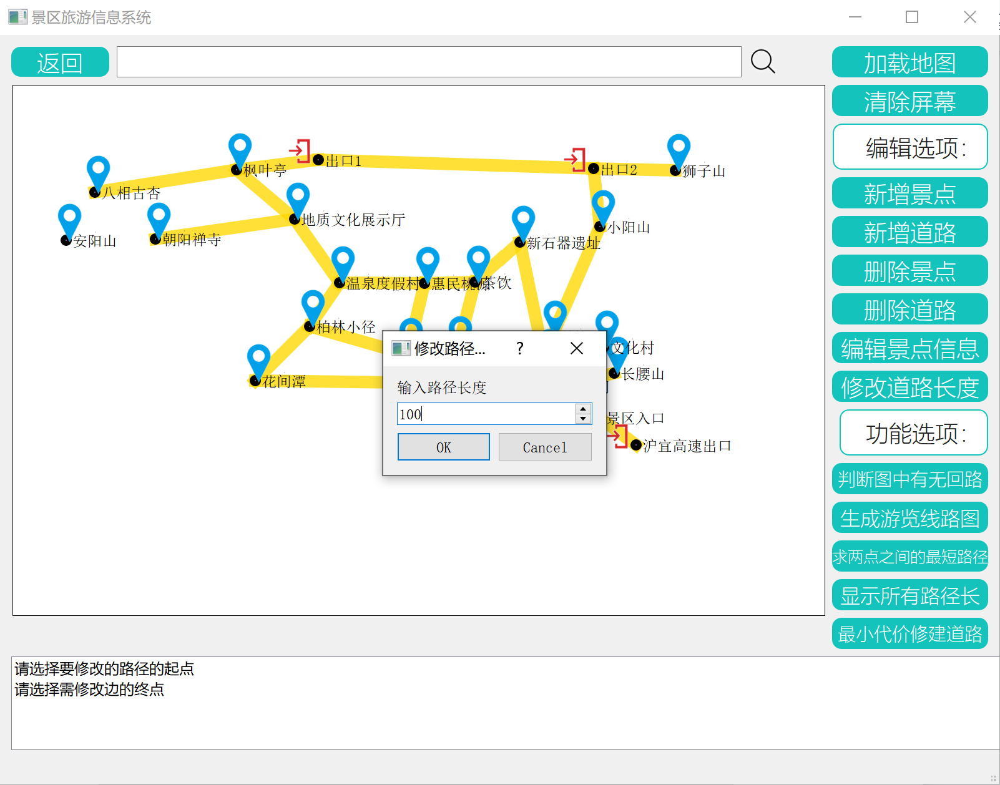 景区旅游信息系统
返回
加载地图
清除屏幕
编辑选项：
新增景点
新增道路
删除景点
删除道路
编辑景点信息
修改道路长度
功能选项：
判断图中有无回路
生成游览线路图
求两点之间的最短路径
显示所有路径长
最小代价修建道路
枫叶亭
出口1
出口2
狮子山
八相古杏
地质文化展示厅
小阳山
安阳山
朝阳禅寺
新石器遗址
温泉度假村
惠民桃源
茶饮
柏林小径
文化村
花间潭
长腰山
景区入口
沪宜高速出口
修改路径...
?
输入路径长度
100
OK
Cancel
请选择要修改的路径的起点
请选择需修改边的终点